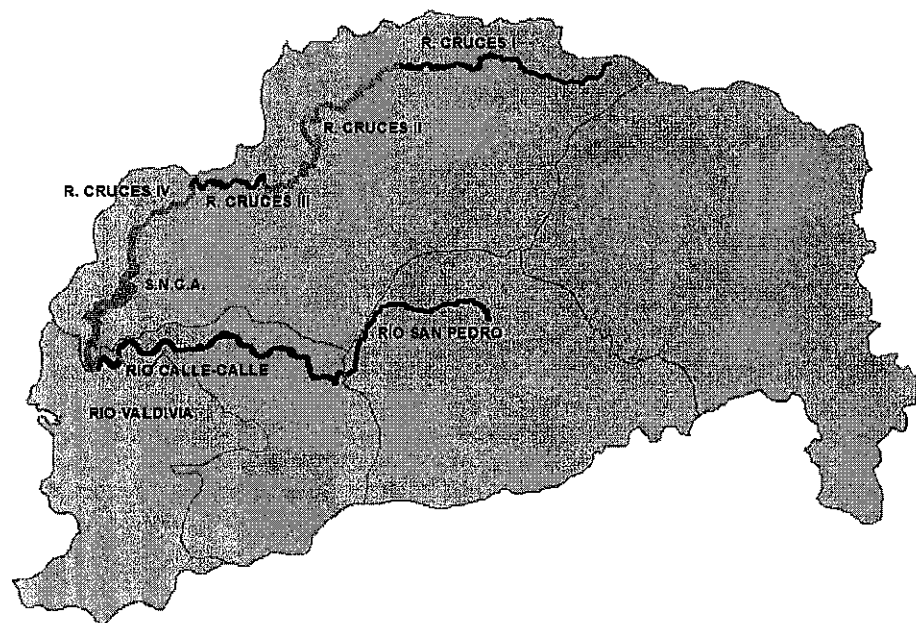 R. CRUCES I
R. CRUCES II
R. CRUCES IV
R. CRUCES III
S.N.C.A.
RIO SAN PEDRO
RIO CALLE-CALLE
RIO VALDIVIA